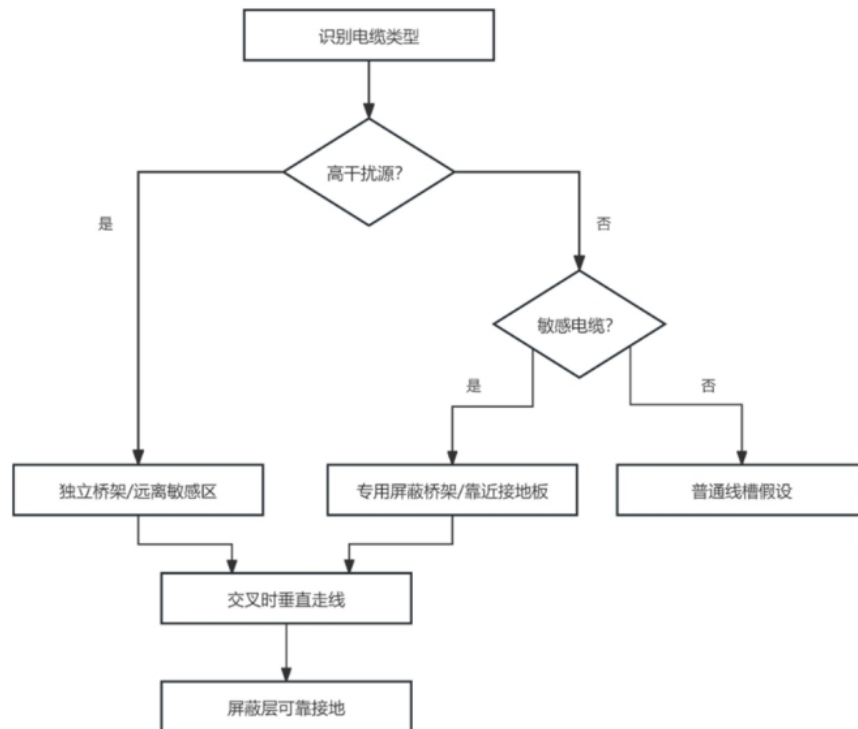 识别电缆类型
高干扰源?
是
否
敏感电缆?
是
否
独立桥架/远离敏感区
专用屏蔽桥架/靠近接地板
普通线槽假设
交叉时垂直走线
屏蔽层可靠接地